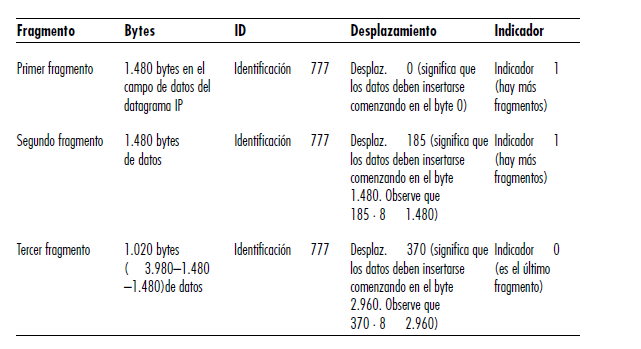 Fragmento Bytes ID Desplazamiento Indicador
Primer fragmento 1.480 bytes en el Identificación 777 Desplaz. 0 (significa que Indicador 1
campo de datos del los datos deben insertarse (hay más
datagrama IP comenzando en el byte 0) fragmentos)
Segundo fragmento 1.480 bytes Identificación 777 Desplaz. 185 (significa que Indicador 1
de datos los datos deben insertarse (hay más
comenzando en el byte fragmentos)
1.480. Observe que
185 · 8 1.480)
Tercer fragmento 1.020 bytes Identificación 777 Desplaz. 370 (significa que Indicador 0
( 3.980–1.480 los datos deben insertarse (es el último
–1.480)de datos comenzando en el byte fragmento)
2.960. Observe que
370 · 8 2.960)